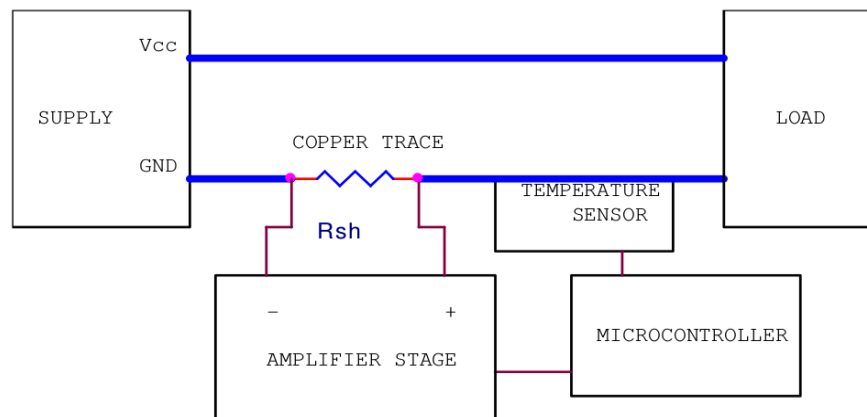 Vcc
SUPPLY
GND
COPPER TRACE
LOAD
TEMPERATURE
SENSOR
Rsh
− +
AMPLIFIER STAGE
MICROCONTROLLER